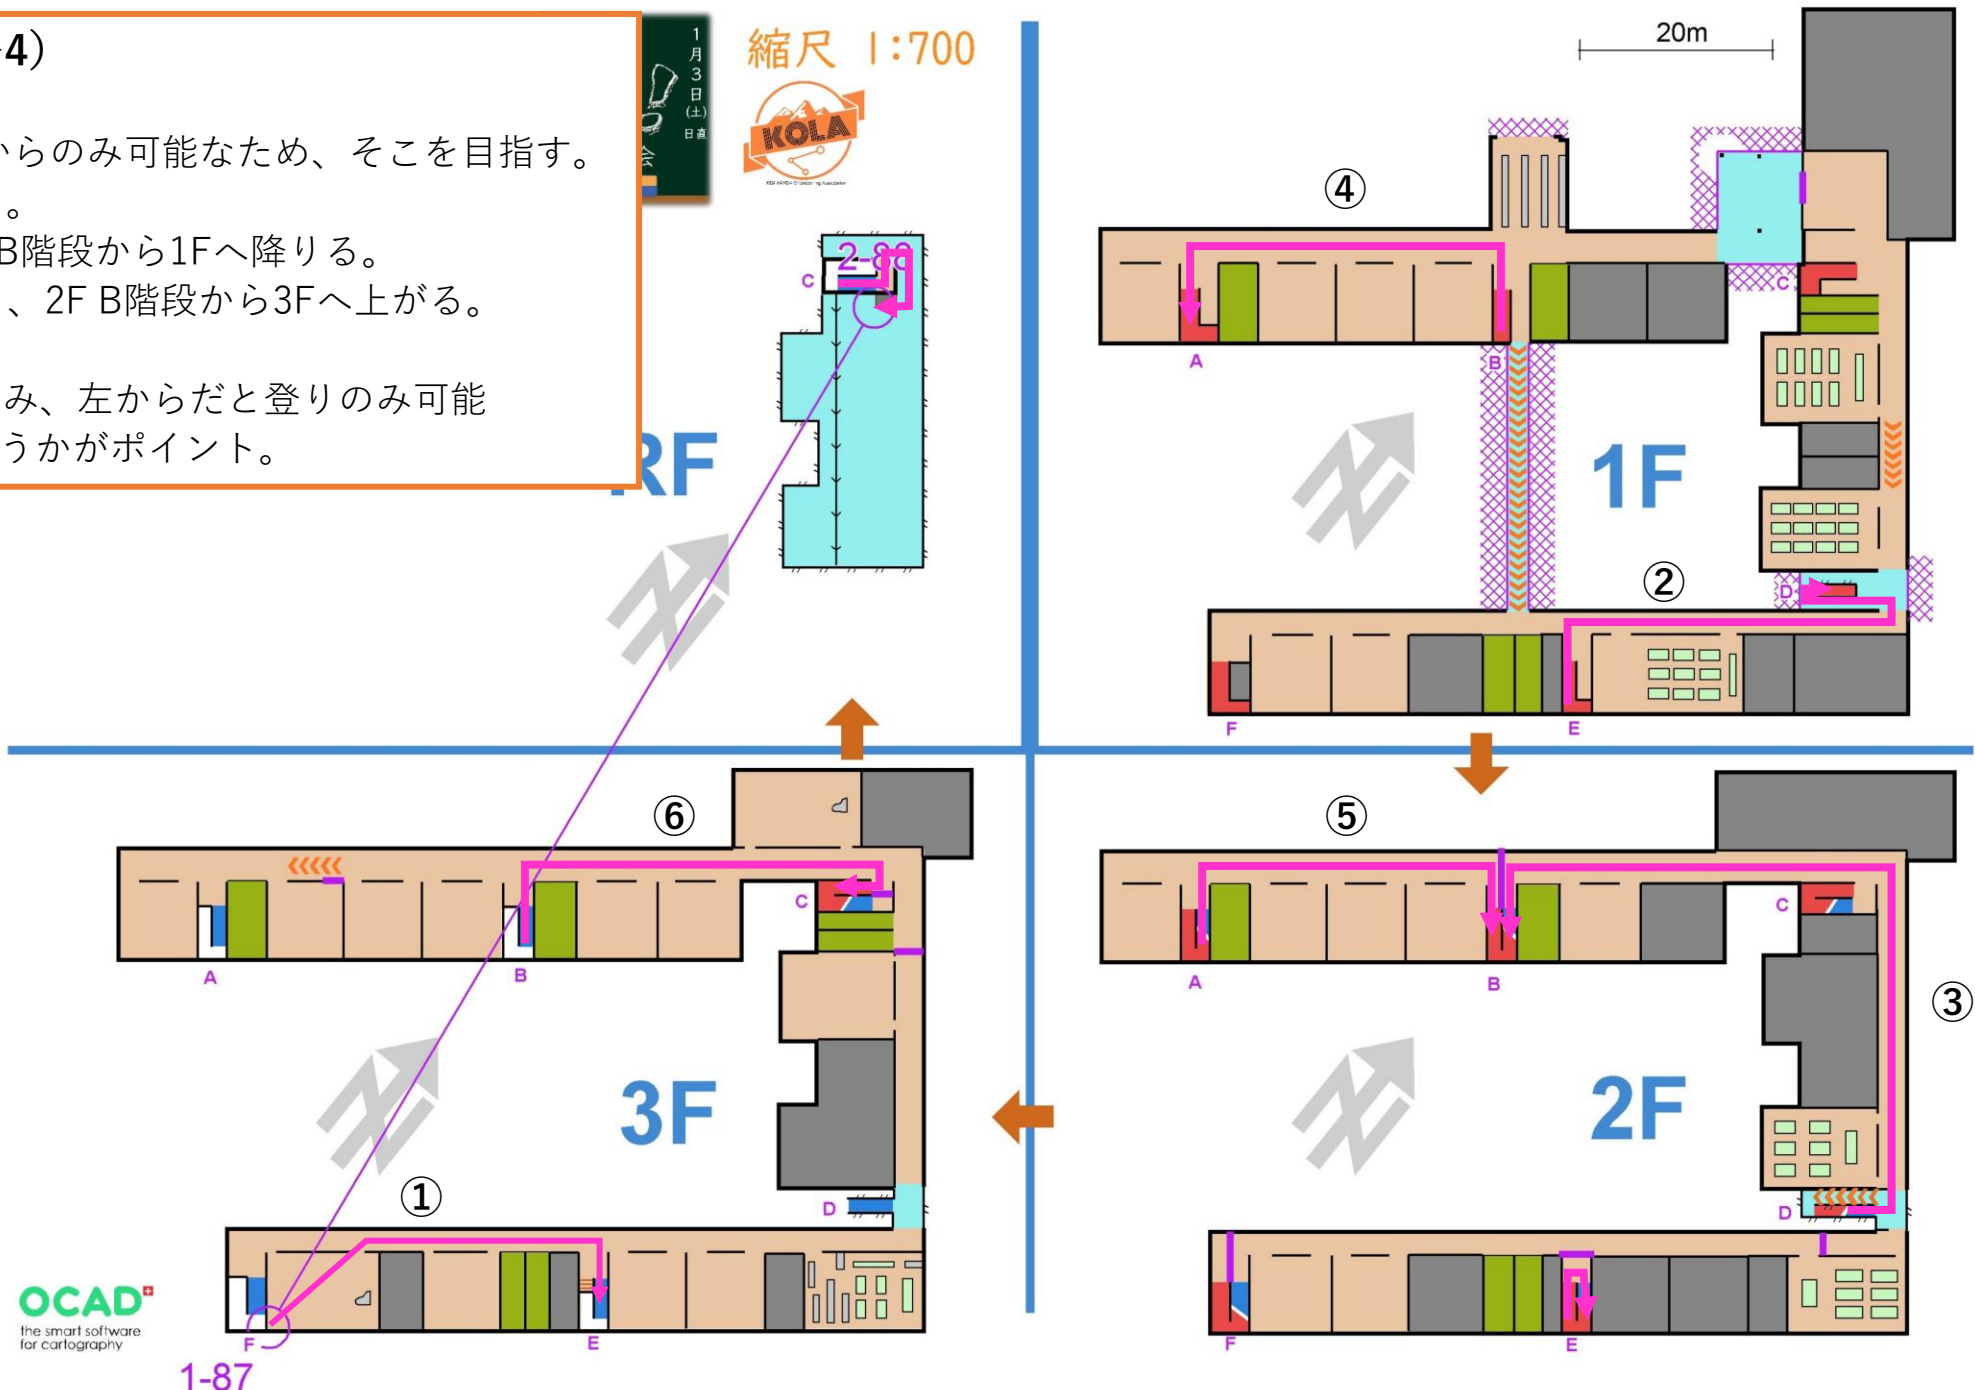 4)
からのみ可能なため、そこを目指す。
。
B階段から1Fへ降りる。
、2F B階段から3Fへ上がる。
み、左からだと登りのみ可能
うかがポイント。
1月3日(土)
日直
会
縮尺 1:700
KOLA
20m
RF
2-88
C
1F
④
②
A
B
C
D
E
F
3F
⑥
①
A
B
C
D
E
F
1-87
2F
⑤
③
A
B
C
D
E
F
OCAD
the smart software
for cartography